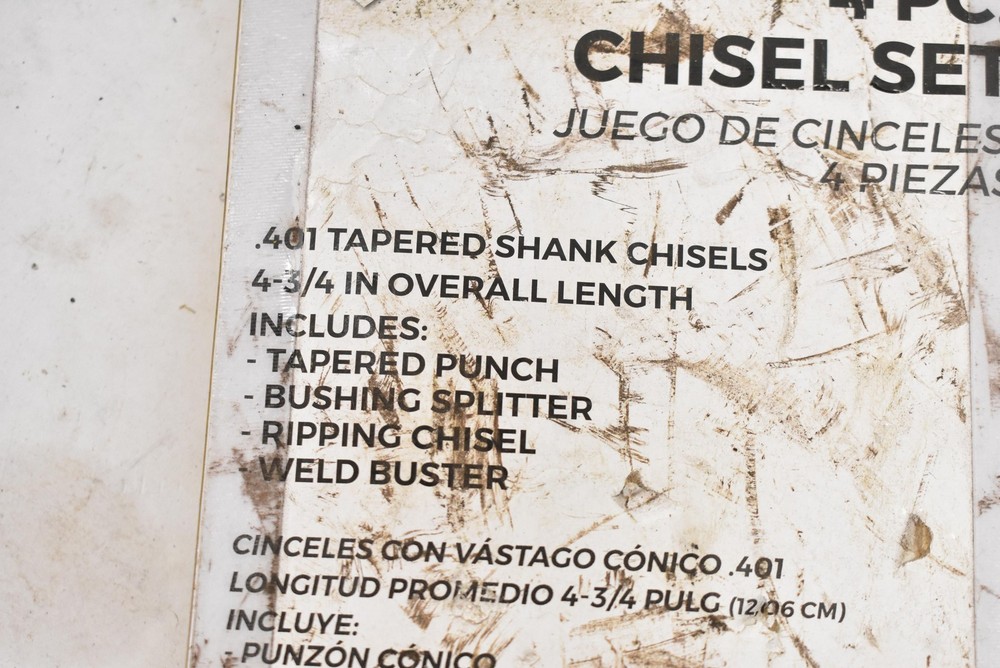 4 PC.
CHISEL SET
JUEGO DE CINCELES
4 PIEZAS
.401 TAPERED SHANK CHISELS
4-3/4 IN OVERALL LENGTH
INCLUDES:
- TAPERED PUNCH
- BUSHING SPLITTER
- RIPPING CHISEL
- WELD BUSTER
CINCELES CON VÁSTAGO CÓNICO .401
LONGITUD PROMEDIO 4-3/4 PULG (12.06 CM)
INCLUYE:
- PUNZÓN CÓNICO